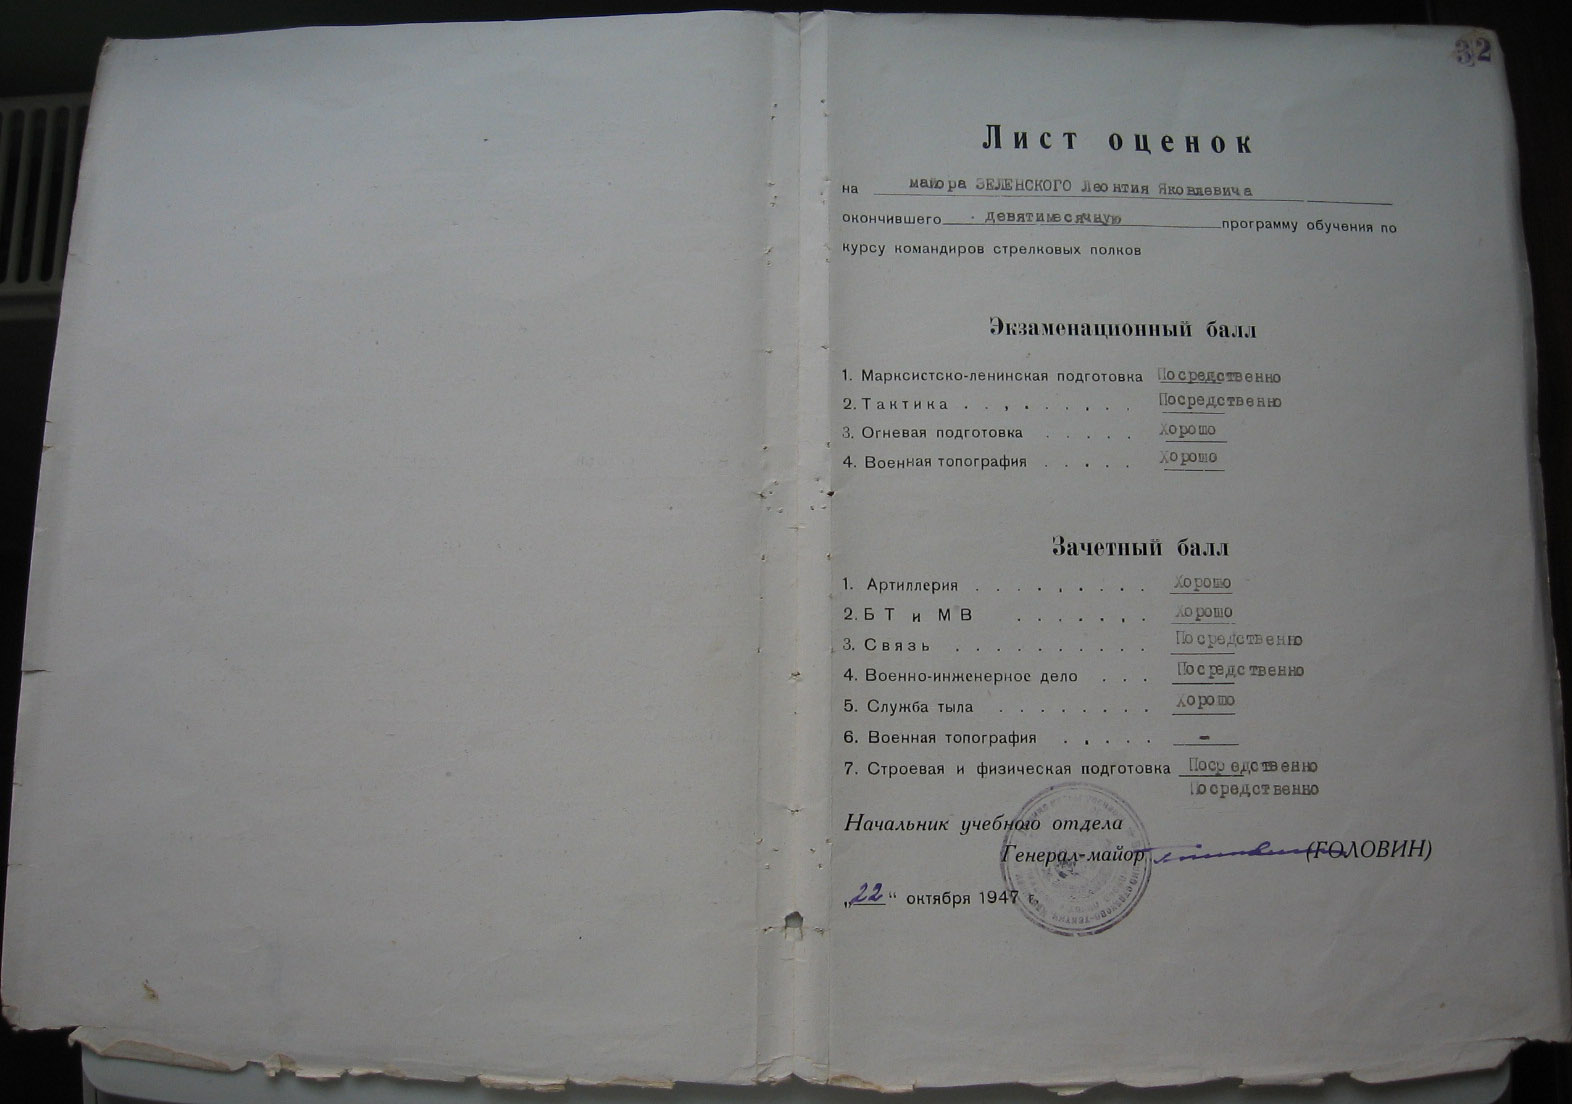 32
Лист оценок
на майора ЗЕЛЕНСКОГО Леонтия Яковлевича
окончившего девятимесячную программу обучения по
курсу командиров стрелковых полков
Экзаменационный балл
1. Марксистско-ленинская подготовка Посредственно
2. Тактика . . . . . . . . . Посредственно
3. Огневая подготовка . . . . . Хорошо
4. Военная топография . . . . . Хорошо
Зачетный балл
1. Артиллерия . . . . . . . . . Хорошо
2. БТ и МВ . . . . . . . Хорошо
3. Связь . . . . . . . . . . Посредственно
4. Военно-инженерное дело . . . Посредственно
5. Служба тыла . . . . . . . . Хорошо
6. Военная топография . . . . . -
7. Строевая и физическая подготовка Посредственно
Посредственно
Начальник учебного отдела
Генерал-майор (ГОЛОВИН)
„22“ октября 1947 г.